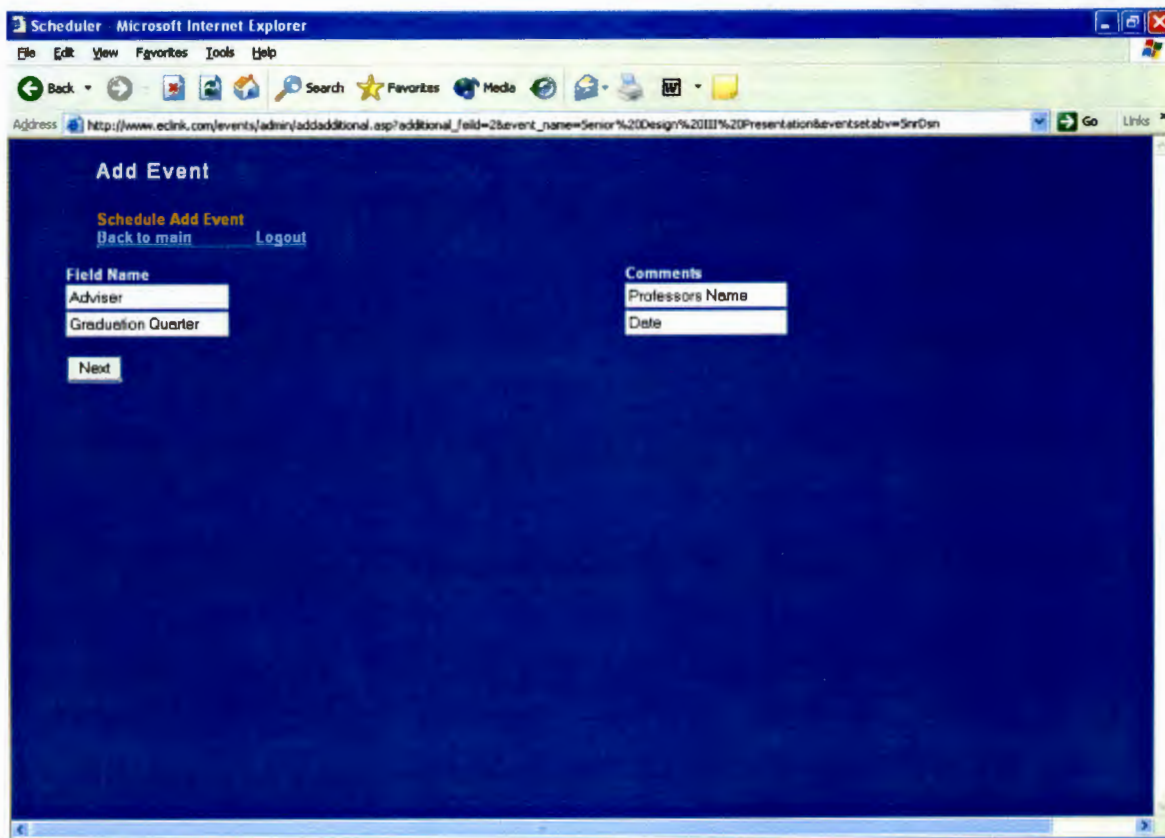 Scheduler - Microsoft Internet Explorer
File Edit View Favorites Tools Help
Back Search Favorites Media
Address http://www.eclink.com/events/admin/addadditional.asp?additional_feild=2&event_name=Senior%20Design%20III%20Presentation&eventsetabv=SnrDsn Go Links »
Add Event
Schedule Add Event
Back to main Logout
Field Name Comments
Adviser Professors Name
Graduation Quarter Date
Next